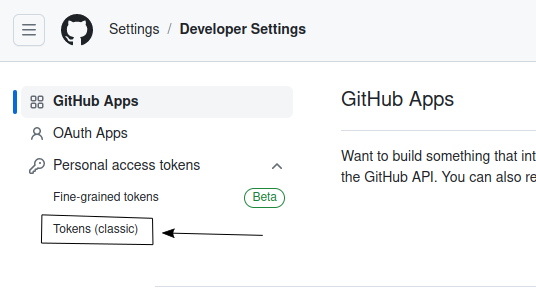 Settings / Developer Settings
GitHub Apps
OAuth Apps
Personal access tokens
Fine-grained tokens Beta
Tokens (classic)
GitHub Apps
Want to build something that int
the GitHub API. You can also re